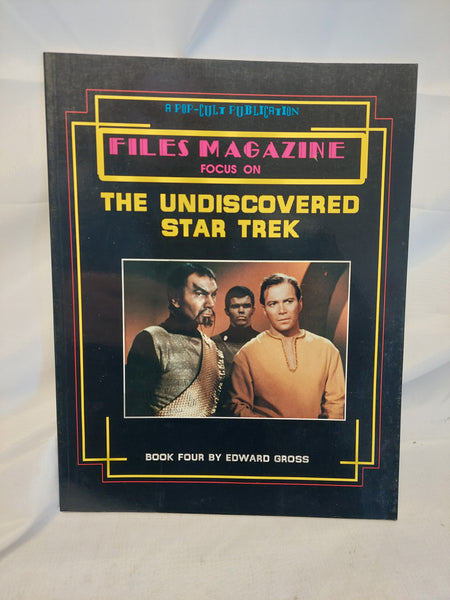 A POP-CULT PUBLICATION
FILES MAGAZINE
FOCUS ON
THE UNDISCOVERED
STAR TREK
BOOK FOUR BY EDWARD GROSS